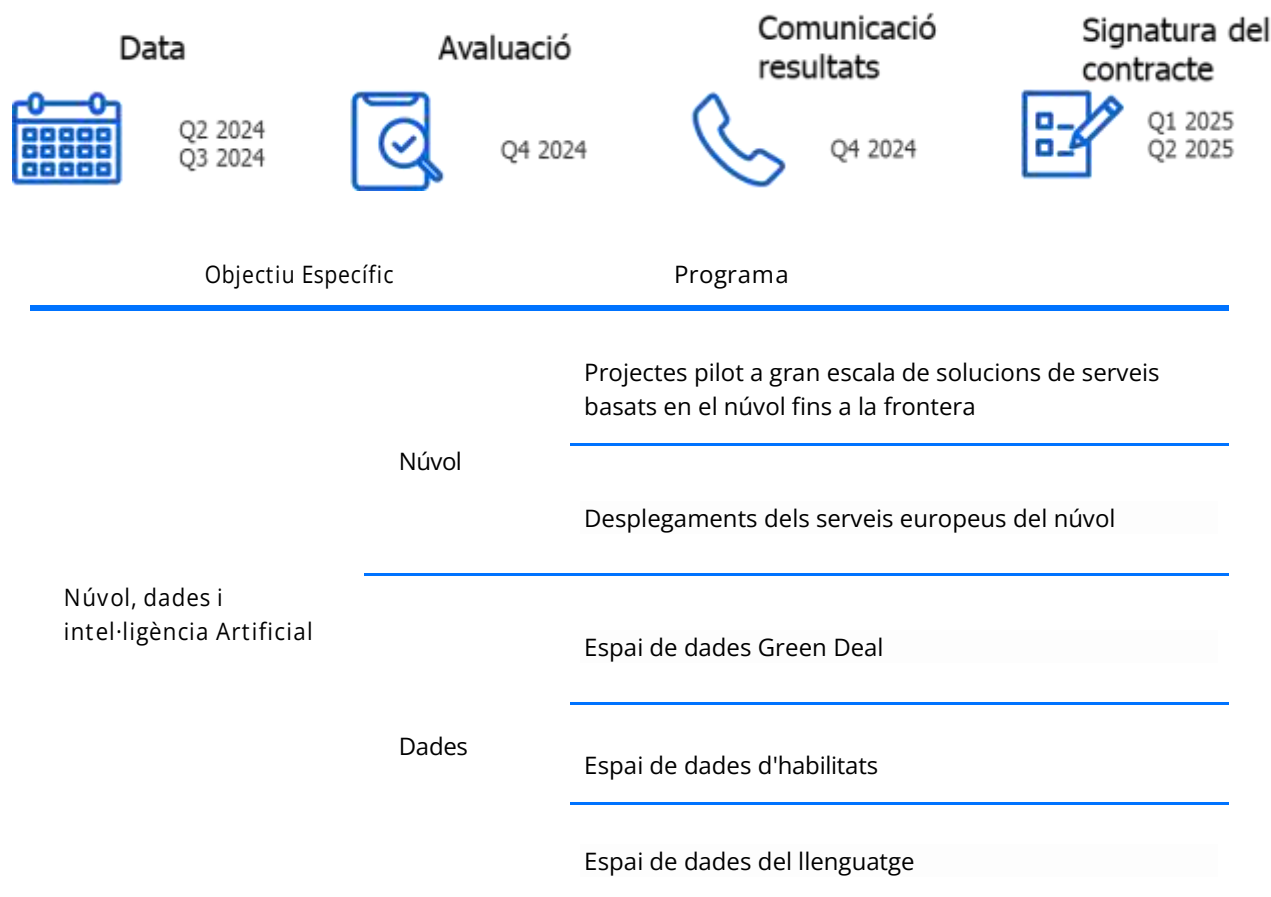 Data
Q2 2024
Q3 2024
Avaluació
Q4 2024
Comunicació
resultats
Q4 2024
Signatura del
contracte
Q1 2025
Q2 2025
Objectiu Específic
Programa
Núvol, dades i
intel·ligència Artificial
Núvol
Projectes pilot a gran escala de solucions de serveis
basats en el núvol fins a la frontera
Desplegaments dels serveis europeus del núvol
Dades
Espai de dades Green Deal
Espai de dades d'habilitats
Espai de dades del llenguatge